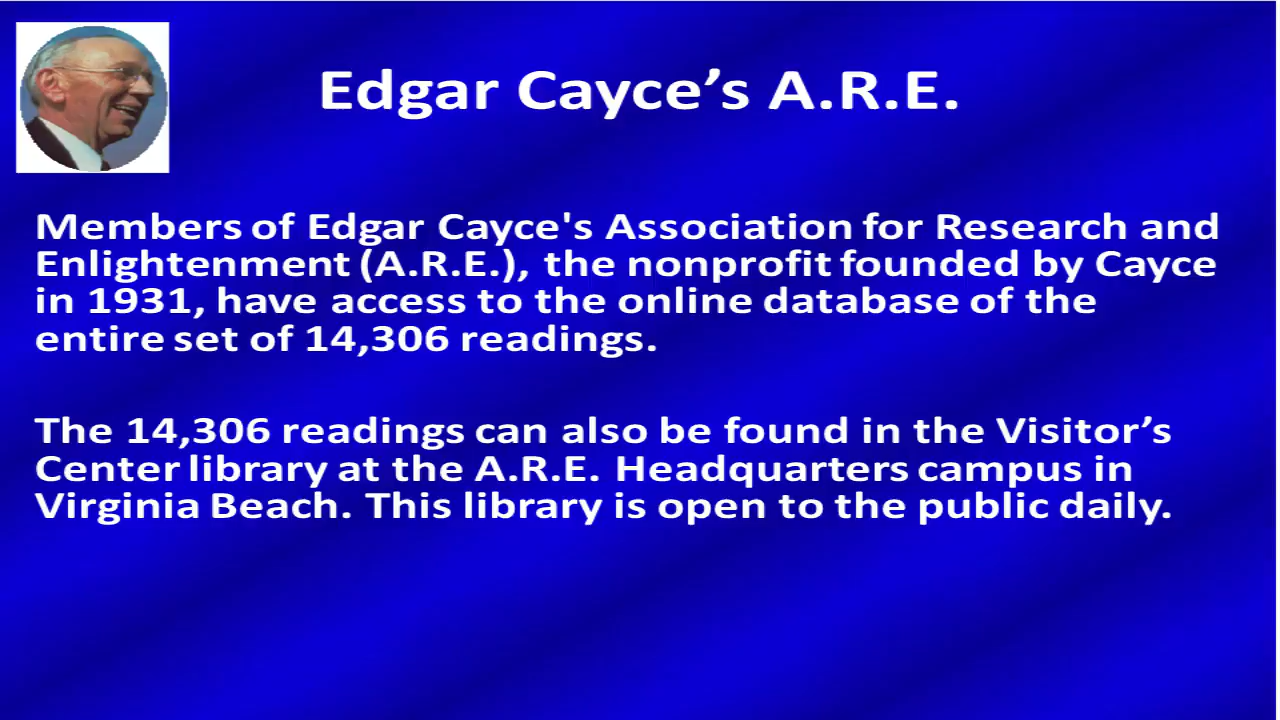 Edgar Cayce’s A.R.E.
Members of Edgar Cayce's Association for Research and
Enlightenment (A.R.E.), the nonprofit founded by Cayce
in 1931, have access to the online database of the
entire set of 14,306 readings.
The 14,306 readings can also be found in the Visitor’s
Center library at the A.R.E. Headquarters campus in
Virginia Beach. This library is open to the public daily.